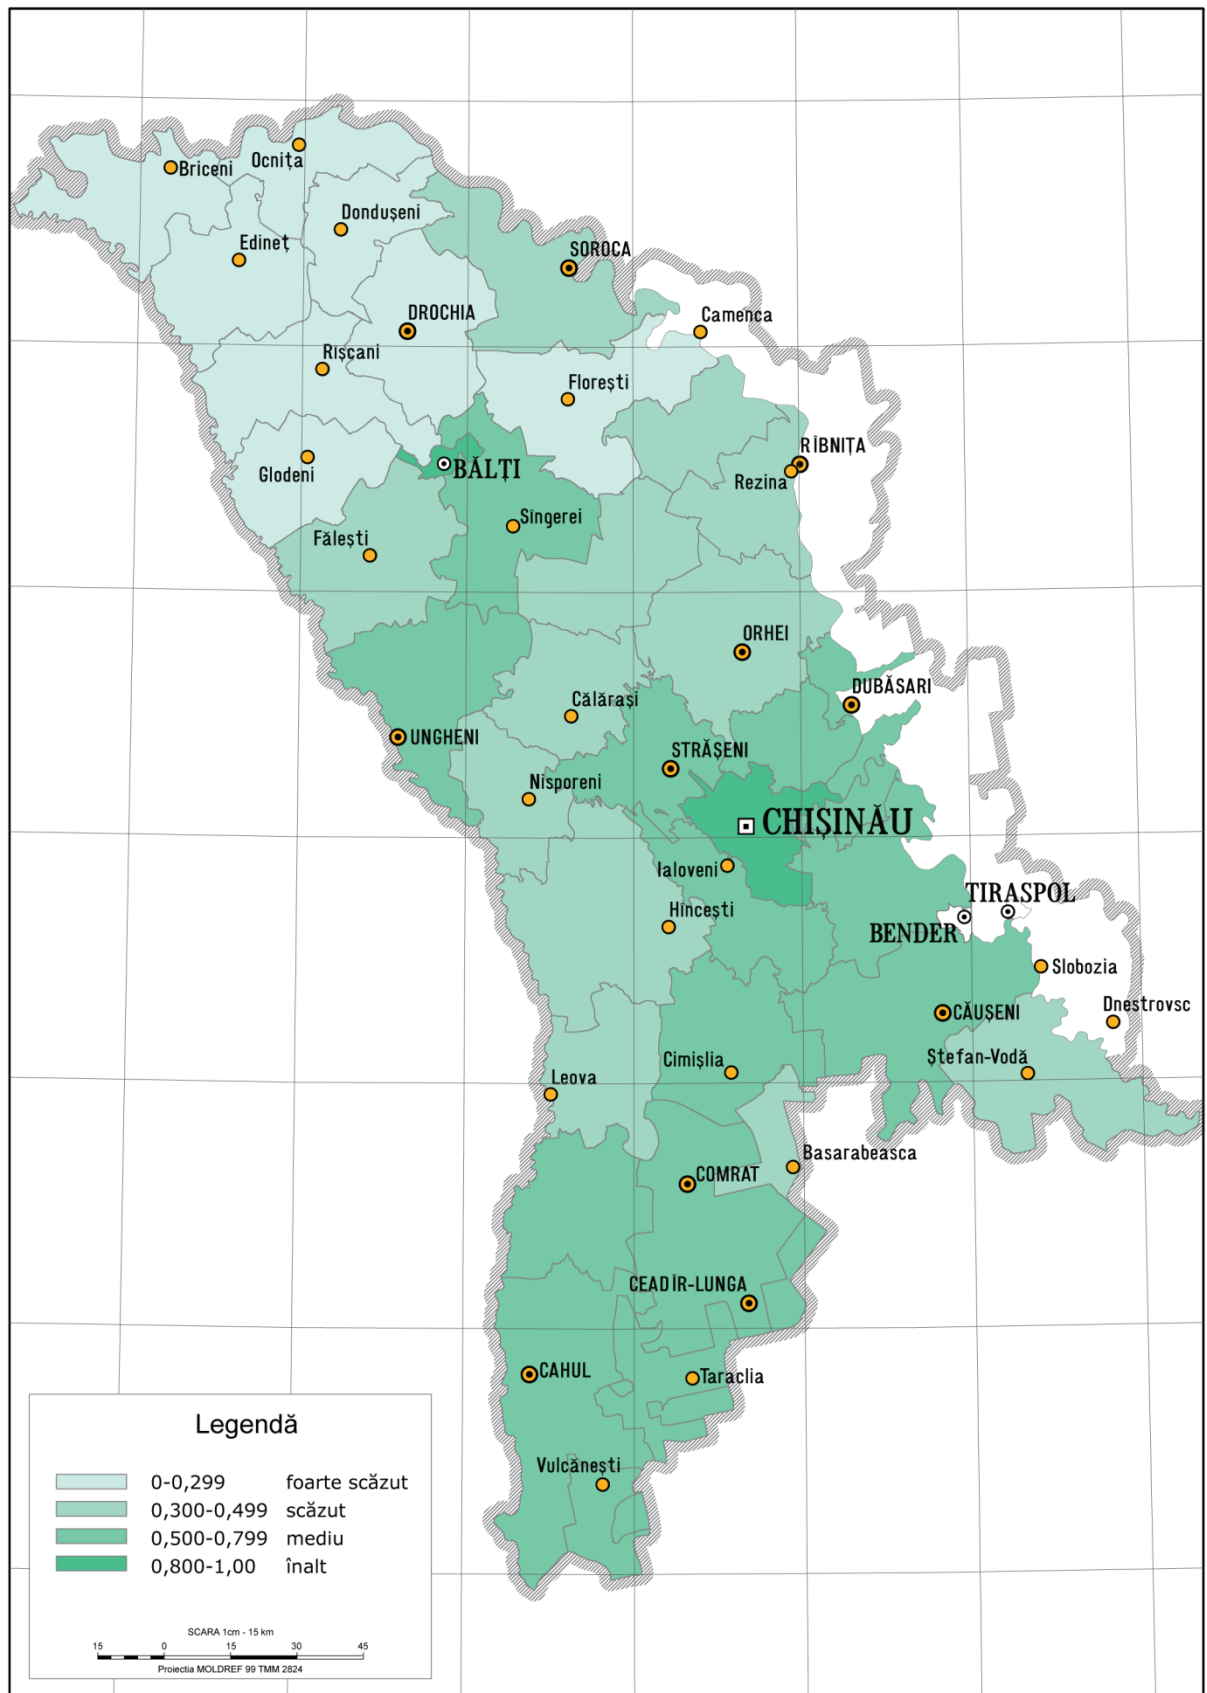 Ocnița
Briceni
Dondușeni
Edineț
SOROCA
DROCHIA
Camenca
Rîșcani
Florești
RÎBNIȚA
Glodeni
BĂLȚI
Rezina
Sîngerei
Fălești
ORHEI
DUBĂSARI
Călărași
UNGHENI
STRĂȘENI
Nisporeni
CHIȘINĂU
Ialoveni
TIRASPOL
Hîncești
BENDER
Slobozia
Dnestrovsc
CĂUȘENI
Cimișlia
Ștefan-Vodă
Leova
Basarabeasca
COMRAT
CEADÎR-LUNGA
CAHUL
Taraclia
Vulcănești
Legendă
0-0,299 foarte scăzut
0,300-0,499 scăzut
0,500-0,799 mediu
0,800-1,00 înalt
SCARA 1cm - 15 km
15 0 15 30 45
Proiectia MOLDREF 99 TMM 2824